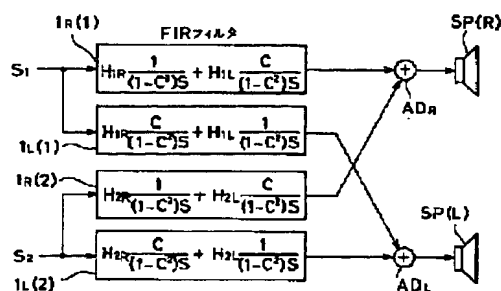 1R(1)
FIRフィルタ
SP(R)
S1
H1R 1/(1-C²)S + H1L C/(1-C²)S
ADR
H1R C/(1-C²)S + H1L 1/(1-C²)S
1L(1)
1R(2)
H2R 1/(1-C²)S + H2L C/(1-C²)S
SP(L)
S2
H2R C/(1-C²)S + H2L 1/(1-C²)S
ADL
1L(2)